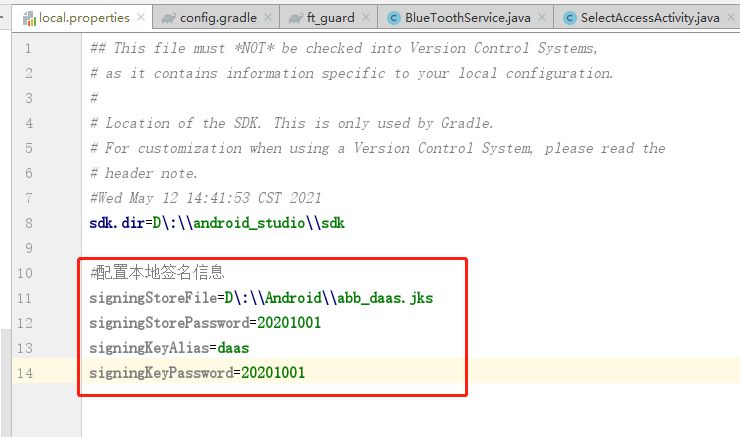 local.properties config.gradle ft_guard BlueToothService.java SelectAccessActivity.java
1 ## This file must *NOT* be checked into Version Control Systems,
2 # as it contains information specific to your local configuration.
3 #
4 # Location of the SDK. This is only used by Gradle.
5 # For customization when using a Version Control System, please read the
6 # header note.
7 #Wed May 12 14:41:53 CST 2021
8 sdk.dir=D\:\\android_studio\\sdk
9
10 #配置本地签名信息
11 signingStoreFile=D\:\\Android\\abb_daas.jks
12 signingStorePassword=20201001
13 signingKeyAlias=daas
14 signingKeyPassword=20201001